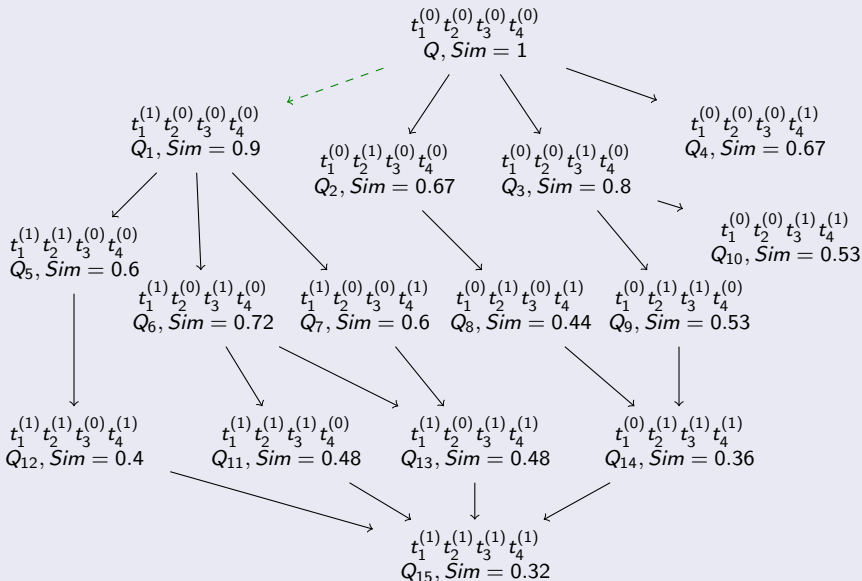 t₁⁽⁰⁾t₂⁽⁰⁾t₃⁽⁰⁾t₄⁽⁰⁾
Q, Sim = 1
t₁⁽¹⁾t₂⁽⁰⁾t₃⁽⁰⁾t₄⁽⁰⁾
Q₁, Sim = 0.9
t₁⁽⁰⁾t₂⁽¹⁾t₃⁽⁰⁾t₄⁽⁰⁾
Q₂, Sim = 0.67
t₁⁽⁰⁾t₂⁽⁰⁾t₃⁽¹⁾t₄⁽⁰⁾
Q₃, Sim = 0.8
t₁⁽⁰⁾t₂⁽⁰⁾t₃⁽⁰⁾t₄⁽¹⁾
Q₄, Sim = 0.67
t₁⁽¹⁾t₂⁽¹⁾t₃⁽⁰⁾t₄⁽⁰⁾
Q₅, Sim = 0.6
t₁⁽⁰⁾t₂⁽⁰⁾t₃⁽¹⁾t₄⁽¹⁾
Q₁₀, Sim = 0.53
t₁⁽¹⁾t₂⁽⁰⁾t₃⁽¹⁾t₄⁽⁰⁾
Q₆, Sim = 0.72
t₁⁽¹⁾t₂⁽⁰⁾t₃⁽⁰⁾t₄⁽¹⁾
Q₇, Sim = 0.6
t₁⁽⁰⁾t₂⁽¹⁾t₃⁽⁰⁾t₄⁽¹⁾
Q₈, Sim = 0.44
t₁⁽⁰⁾t₂⁽¹⁾t₃⁽¹⁾t₄⁽⁰⁾
Q₉, Sim = 0.53
t₁⁽¹⁾t₂⁽¹⁾t₃⁽⁰⁾t₄⁽¹⁾
Q₁₂, Sim = 0.4
t₁⁽¹⁾t₂⁽¹⁾t₃⁽¹⁾t₄⁽⁰⁾
Q₁₁, Sim = 0.48
t₁⁽¹⁾t₂⁽⁰⁾t₃⁽¹⁾t₄⁽¹⁾
Q₁₃, Sim = 0.48
t₁⁽⁰⁾t₂⁽¹⁾t₃⁽¹⁾t₄⁽¹⁾
Q₁₄, Sim = 0.36
t₁⁽¹⁾t₂⁽¹⁾t₃⁽¹⁾t₄⁽¹⁾
Q₁₅, Sim = 0.32